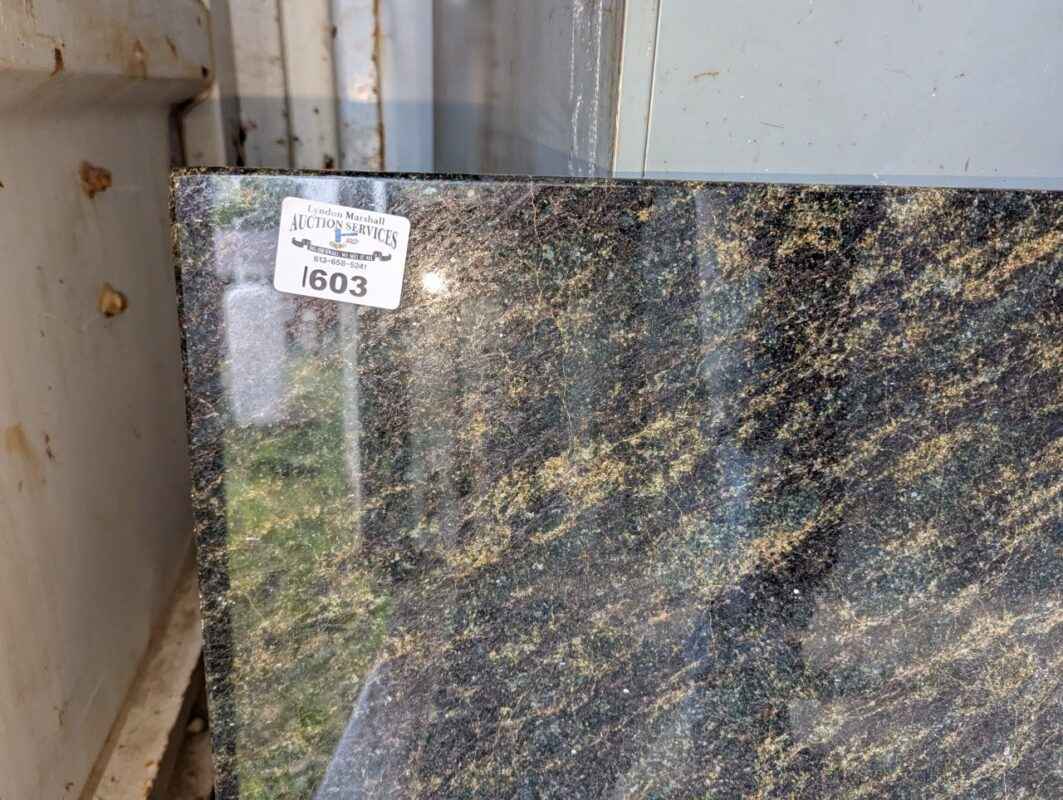 Lyndon Marshall
AUCTION SERVICES
613-658-5241
1603